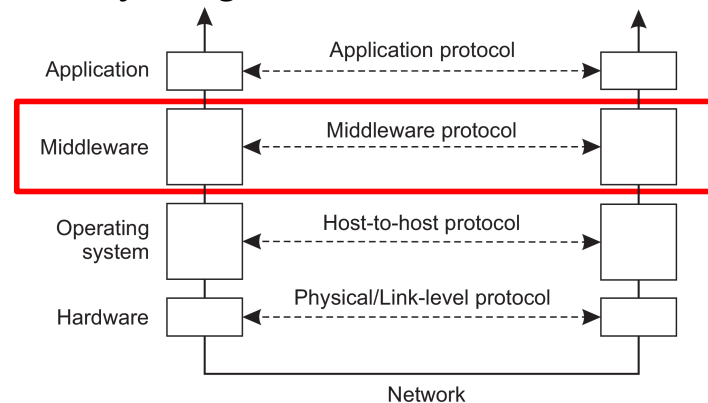 Application
Application protocol
Middleware
Middleware protocol
Operating
system
Host-to-host protocol
Hardware
Physical/Link-level protocol
Network